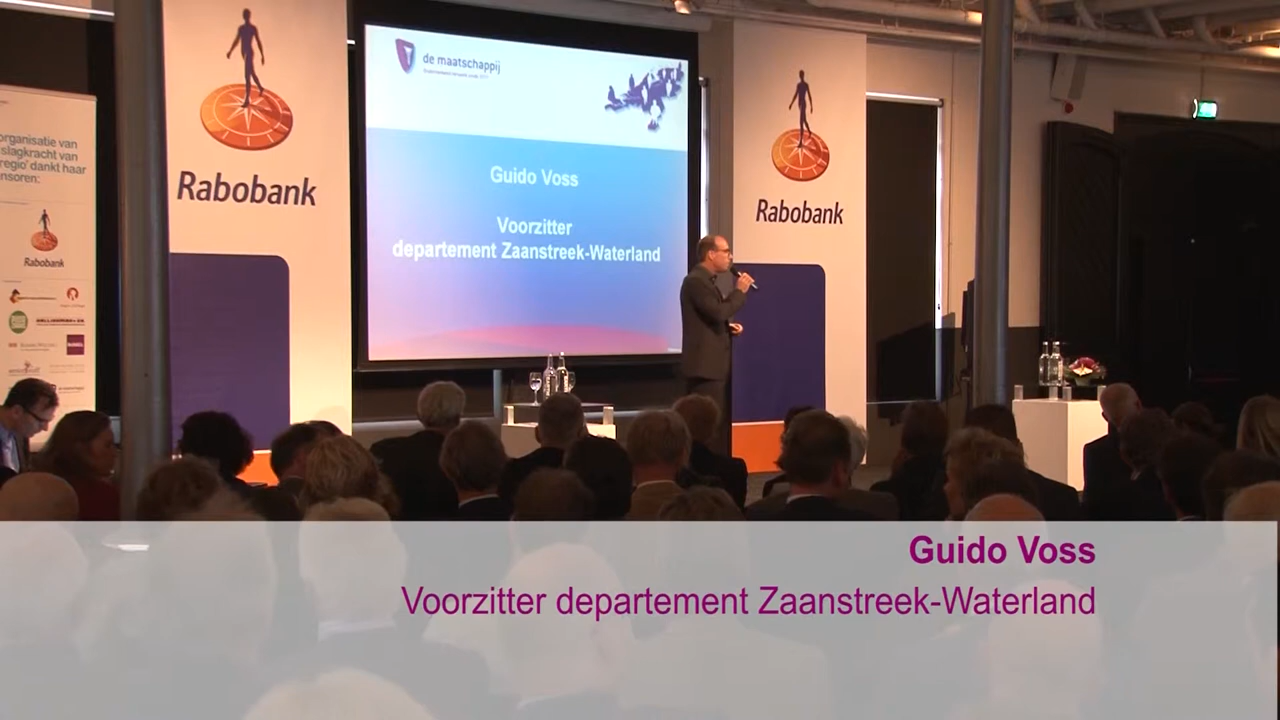 organisatie van
slagkracht van
regio' dankt haar
nsoren:
Rabobank
Rabobank
de maatschappij
Guido Voss
Voorzitter
departement Zaanstreek-Waterland
Rabobank
Guido Voss
Voorzitter departement Zaanstreek-Waterland